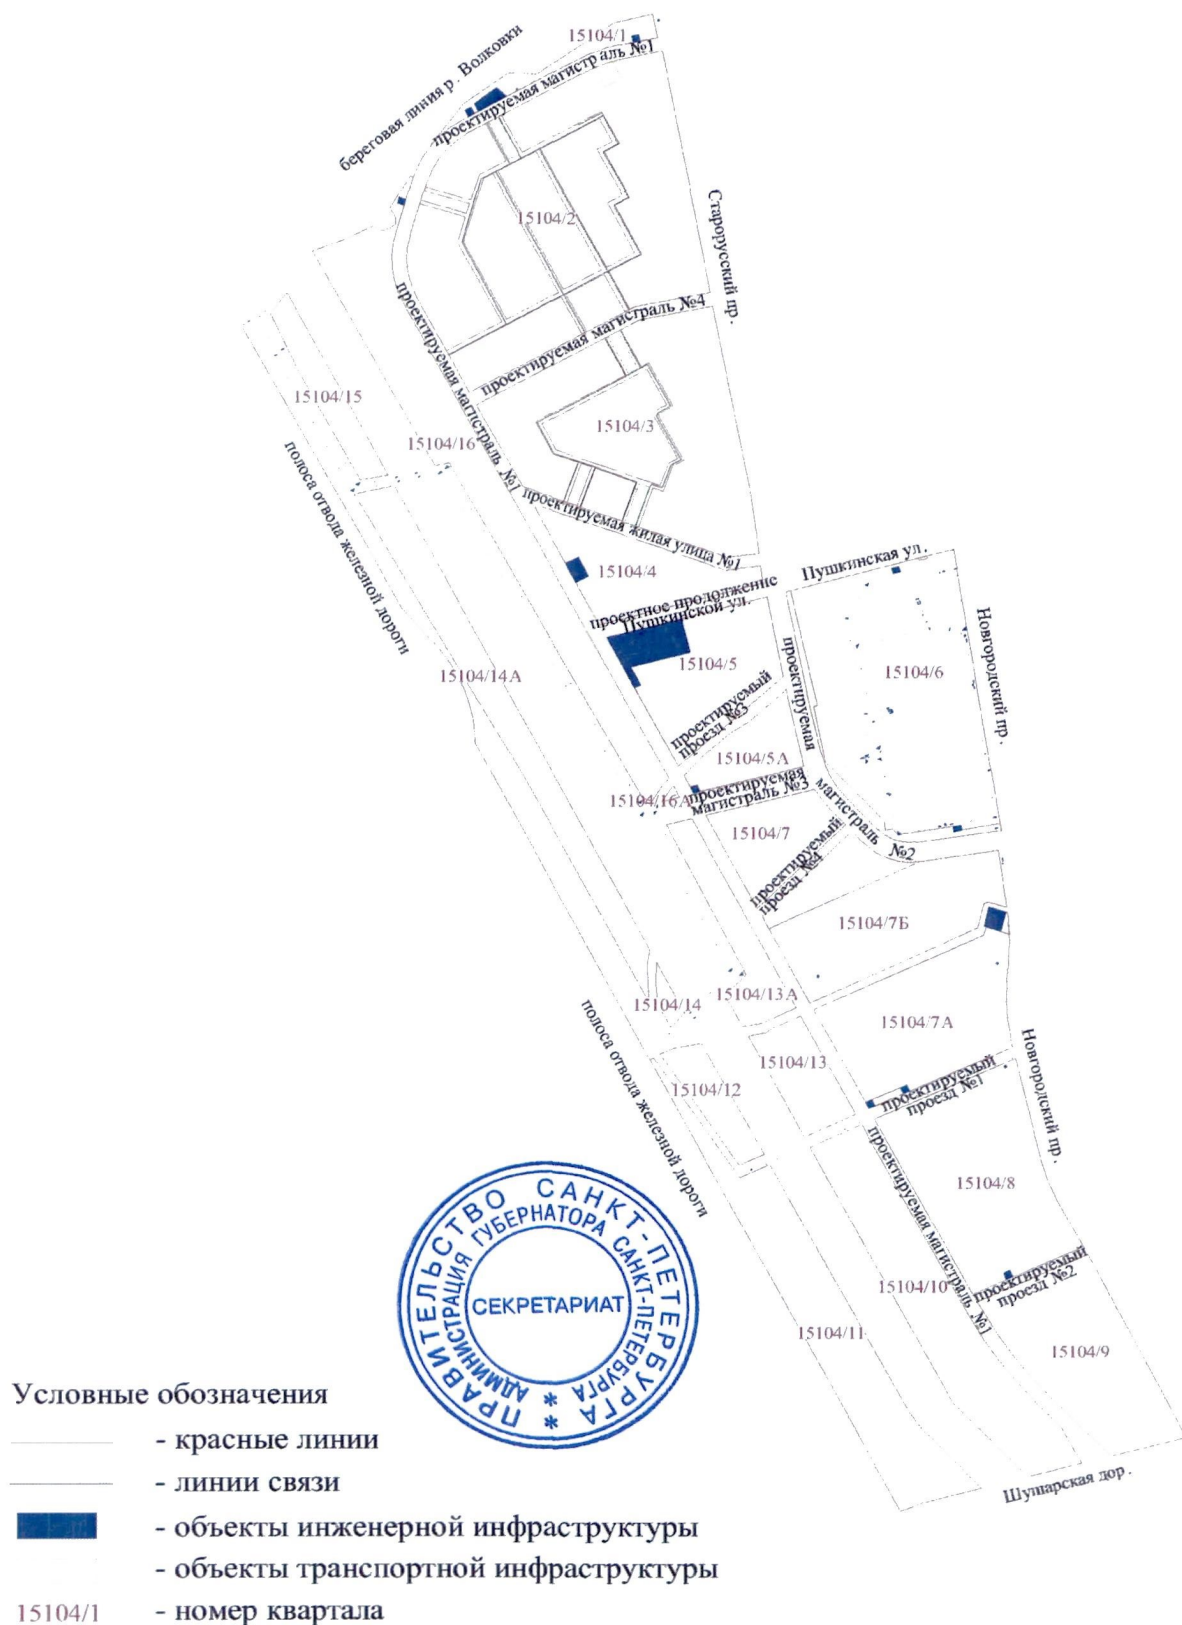 15104/1
береговая линия р. Волковки
проектируемая магистраль №1
15104/2
Старорусский пр.
проектируемая магистраль №4
проектируемая магистраль №1
15104/15
15104/3
15104/16
полоса отвода железной дороги
проектируемая жилая улица №1
15104/4
Пушкинская ул.
проектное продолжение
Пушкинской ул.
Новгородский пр.
15104/5
15104/6
15104/14А
проектируемая
проектируемый
проезд №3
15104/5А
проектируемая
магистраль №3
15104/16А
магистраль №2
15104/7
проектируемый
проезд №4
15104/7Б
15104/13А
15104/14
15104/7А
полоса отвода железной дороги
15104/13
Новгородский пр.
15104/12
проектируемый
проезд №1
проектируемая магистраль №1
15104/8
проектируемый
проезд №2
15104/10
15104/11
15104/9
Шушарская дор.
ПРАВИТЕЛЬСТВО САНКТ-ПЕТЕРБУРГА
АДМИНИСТРАЦИЯ ГУБЕРНАТОРА САНКТ-ПЕТЕРБУРГА
СЕКРЕТАРИАТ
Условные обозначения
- красные линии
- линии связи
- объекты инженерной инфраструктуры
- объекты транспортной инфраструктуры
15104/1 - номер квартала